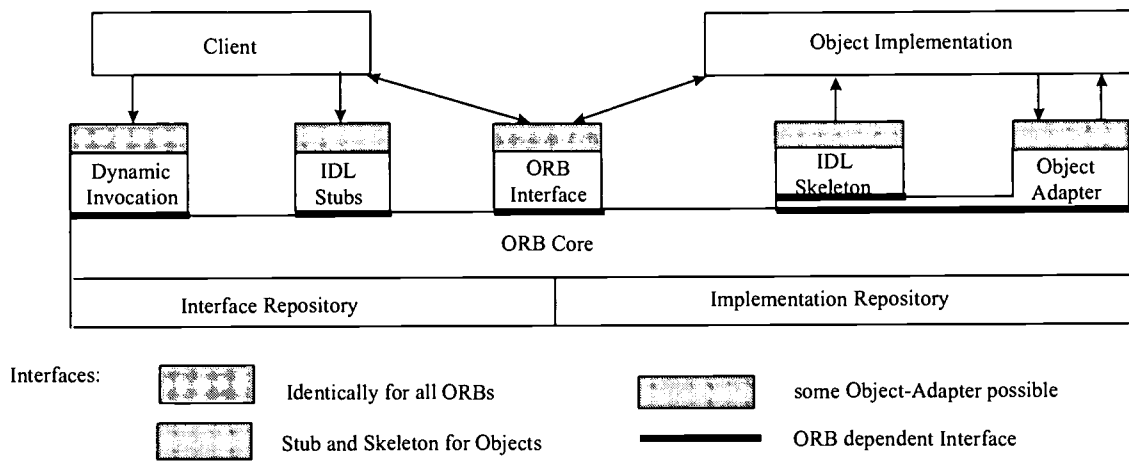 Client
Object Implementation
Dynamic
Invocation
IDL
Stubs
ORB
Interface
IDL
Skeleton
Object
Adapter
ORB Core
Interface Repository
Implementation Repository
Interfaces:
Identically for all ORBs
some Object-Adapter possible
Stub and Skeleton for Objects
ORB dependent Interface